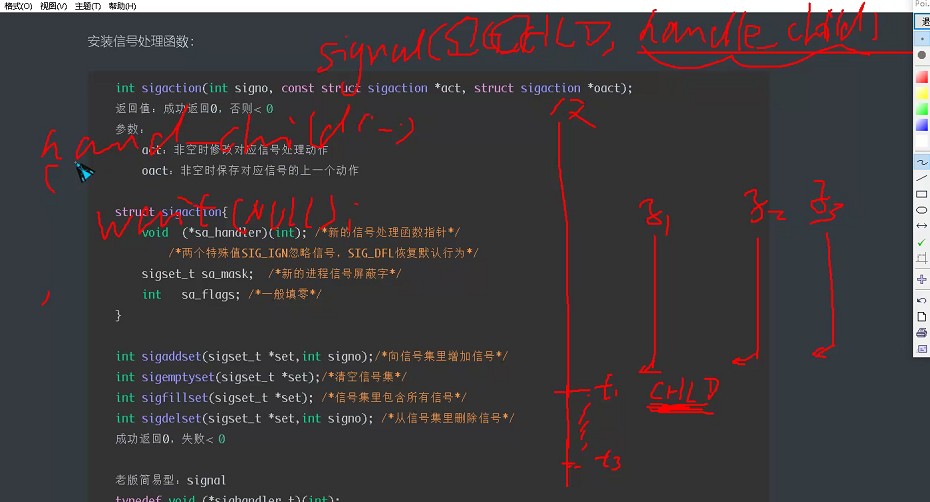 格式(O) 视图(V) 主题(T) 帮助(H)
Poi..
安装信号处理函数:
signal(SIGCHLD, handle_child)
int sigaction(int signo, const struct sigaction *act, struct sigaction *oact);
返回值: 成功返回0, 否则< 0
参数:
hand_child(--)
act: 非空时修改对应信号处理动作
oact: 非空时保存对应信号的上一个动作
{
wait(NULL);
struct sigaction{
void (*sa_handler)(int); /*新的信号处理函数指针*/
/*两个特殊值SIG_IGN忽略信号, SIG_DFL恢复默认行为*/
sigset_t sa_mask; /*新的进程信号屏蔽字*/
int sa_flags; /*一般填零*/
}
int sigaddset(sigset_t *set,int signo);/*向信号集里增加信号*/
int sigemptyset(sigset_t *set);/*清空信号集*/
int sigfillset(sigset_t *set); /*信号集里包含所有信号*/
int sigdelset(sigset_t *set,int signo); /*从信号集里删除信号*/
成功返回0, 失败< 0
t1
CHLD
t3
老版简易型: signal
typedef void (*sighandler_t)(int);